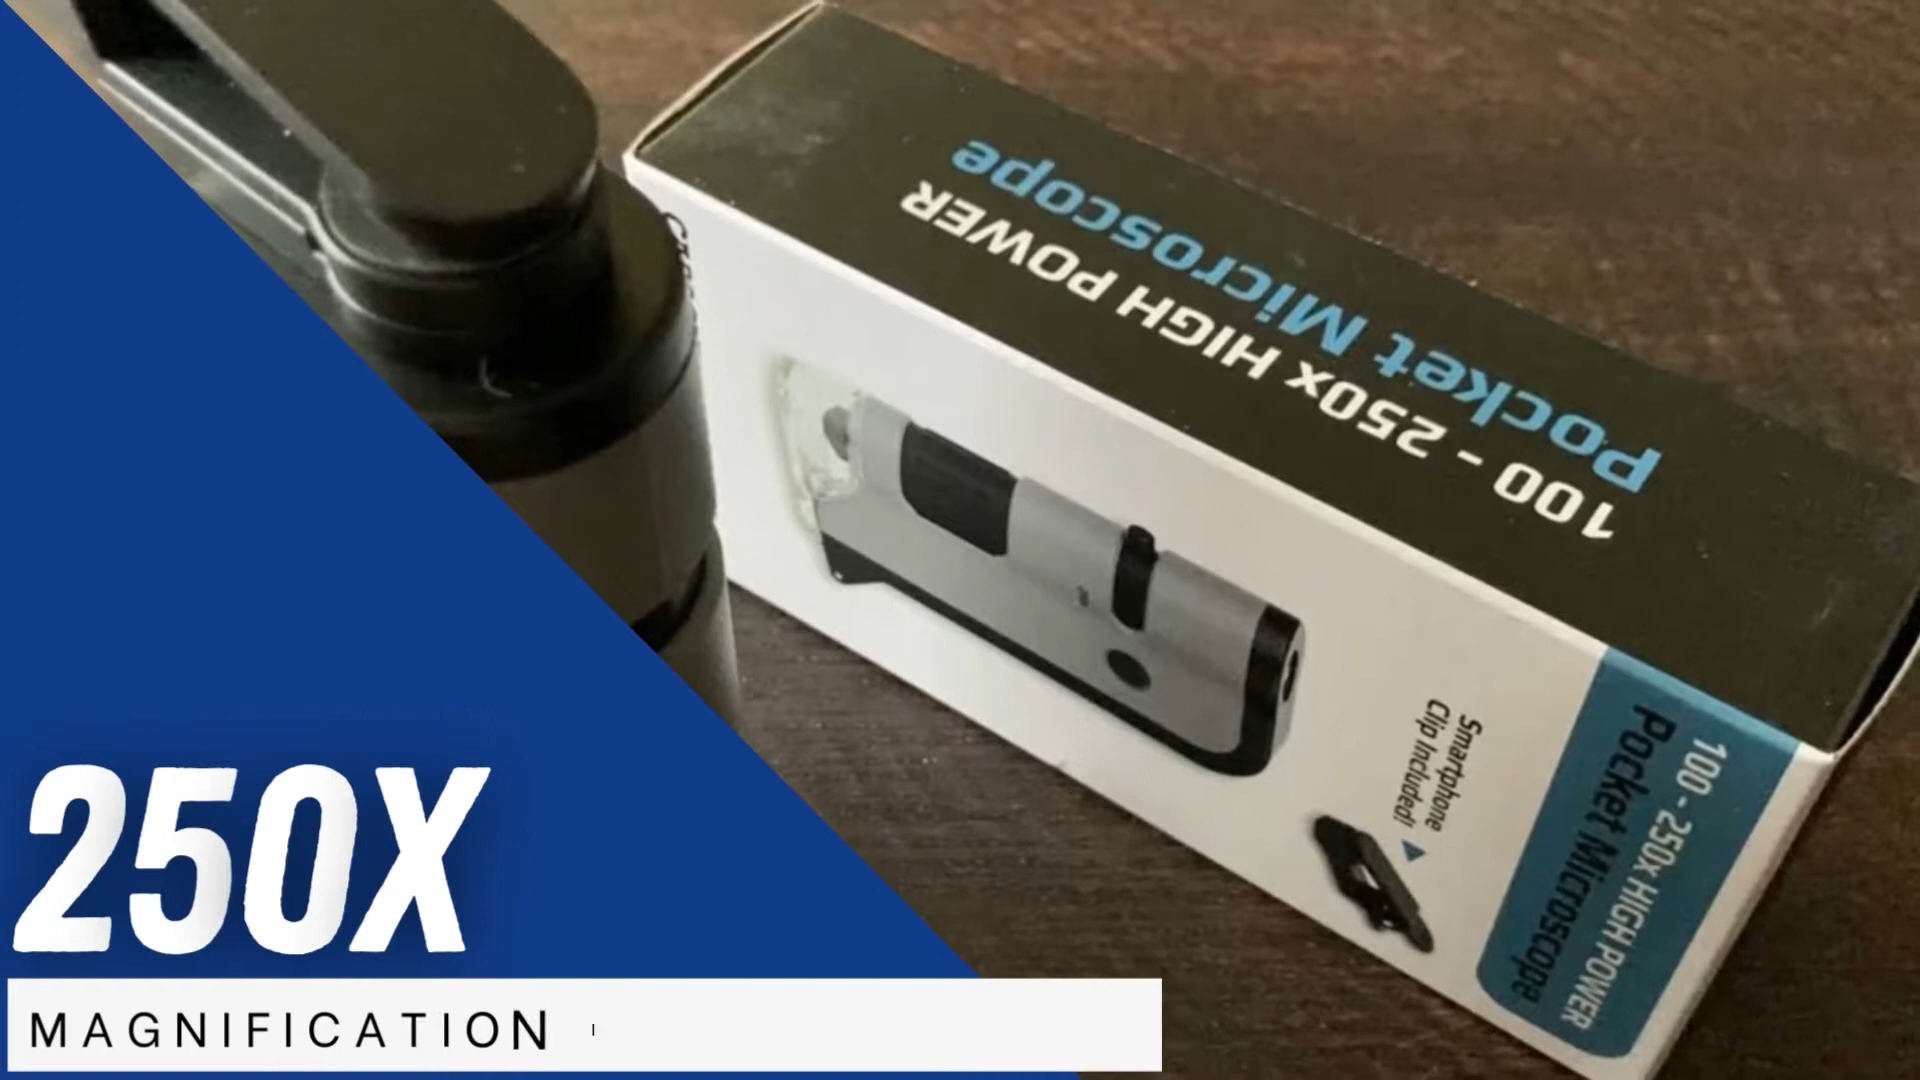 100 - 250x HIGH POWER
Pocket Microscope
Smartphone
Clip Included!
100 - 250x HIGH POWER
Pocket Microscope
250X
MAGNIFICATION